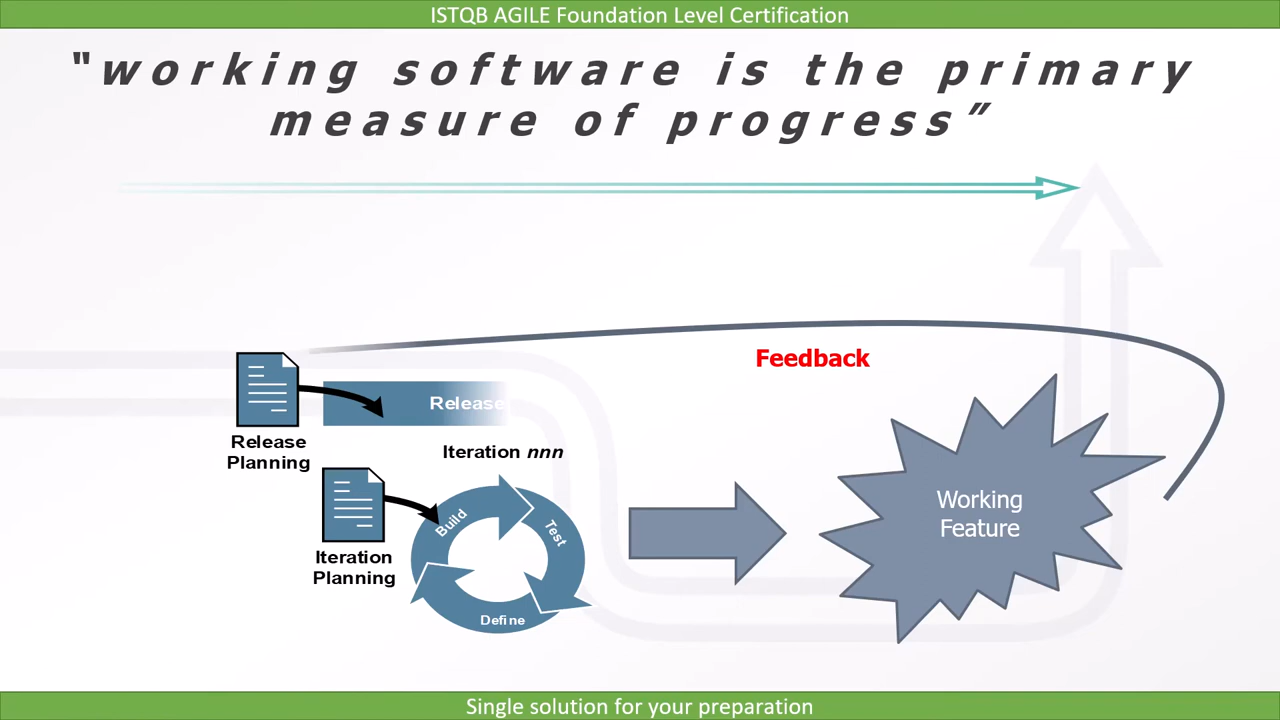 ISTQB AGILE Foundation Level Certification
"working software is the primary
measure of progress”
Feedback
Release
Release
Planning
Iteration nnn
Build
Test
Define
Iteration
Planning
Working
Feature
Single solution for your preparation